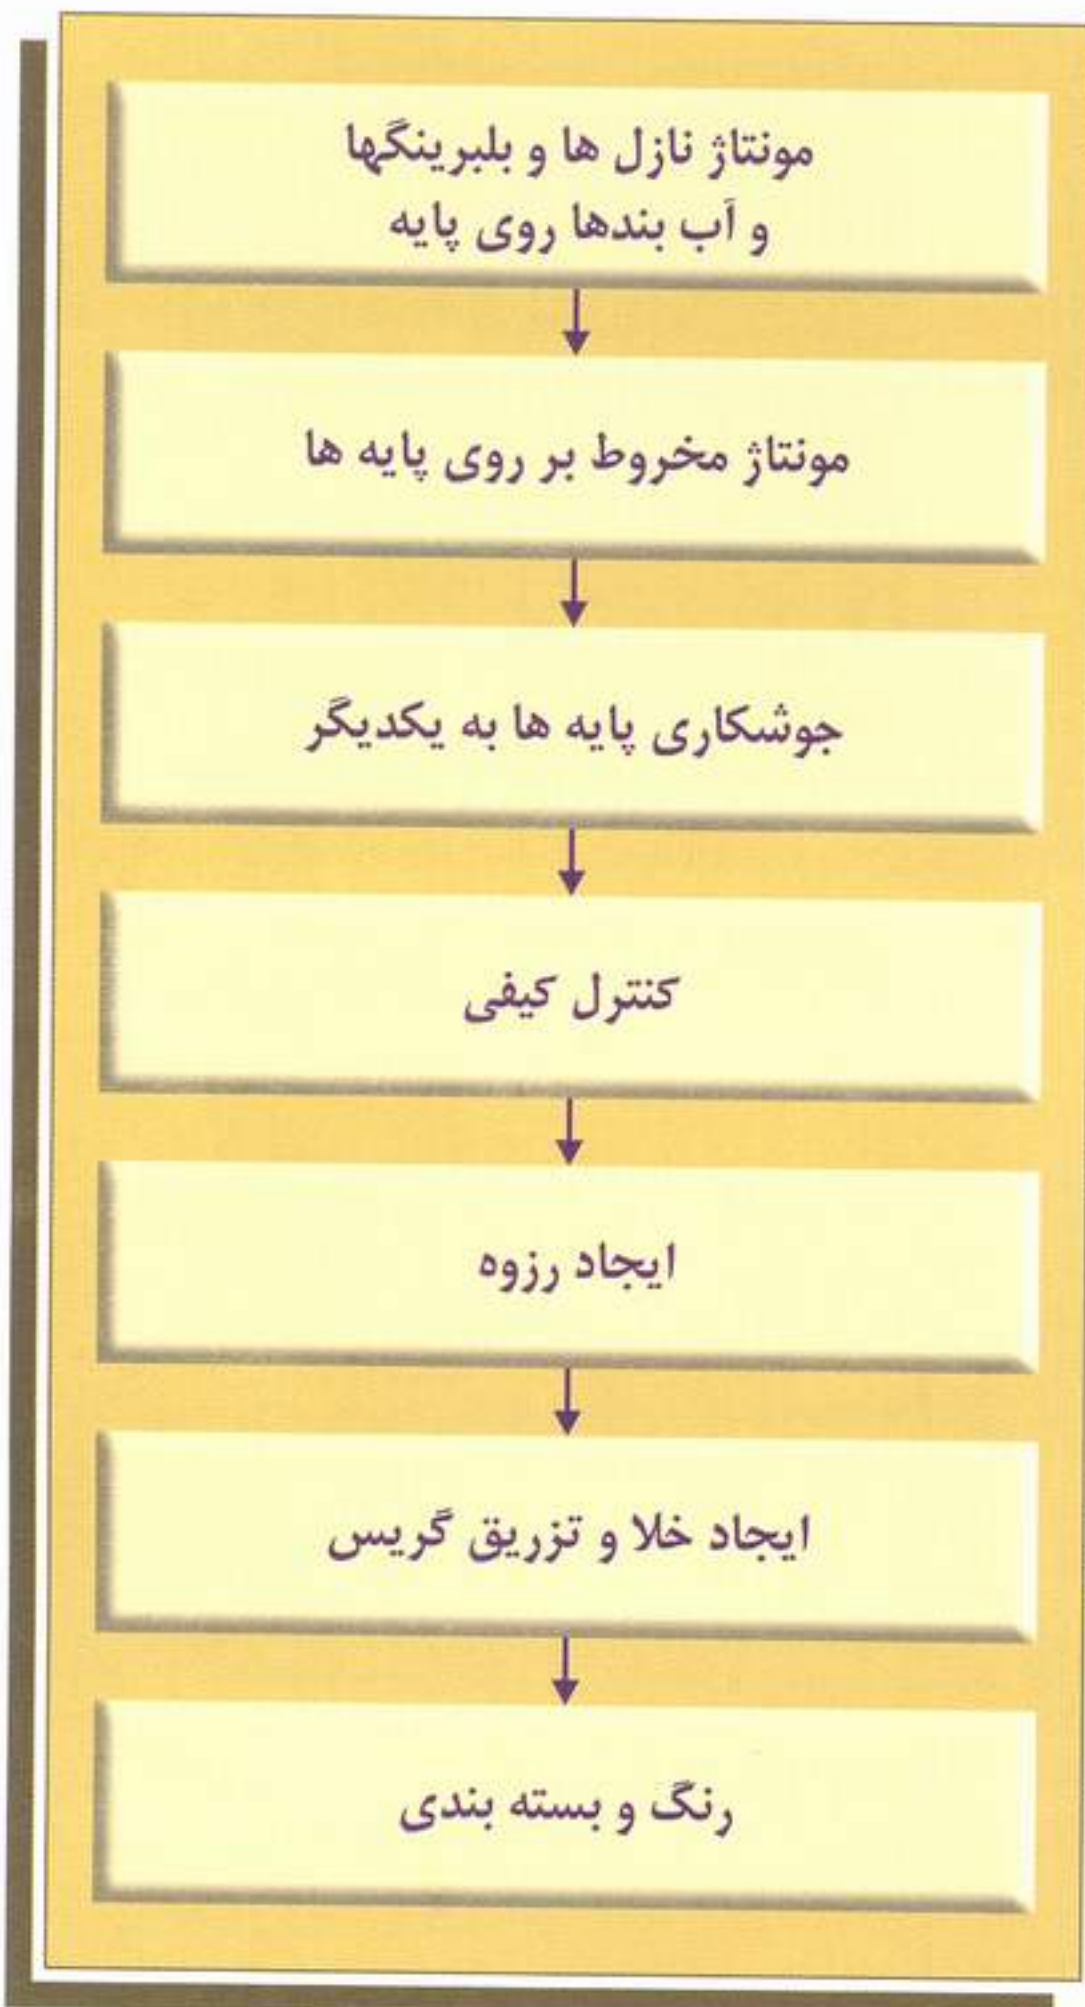 مونتاژ نازل ها و بلبرینگها
و آب بندها روی پایه
مونتاژ مخروط بر روی پایه ها
جوشکاری پایه ها به یکدیگر
کنترل کیفی
ایجاد رزوه
ایجاد خلا و تزریق گریس
رنگ و بسته بندی